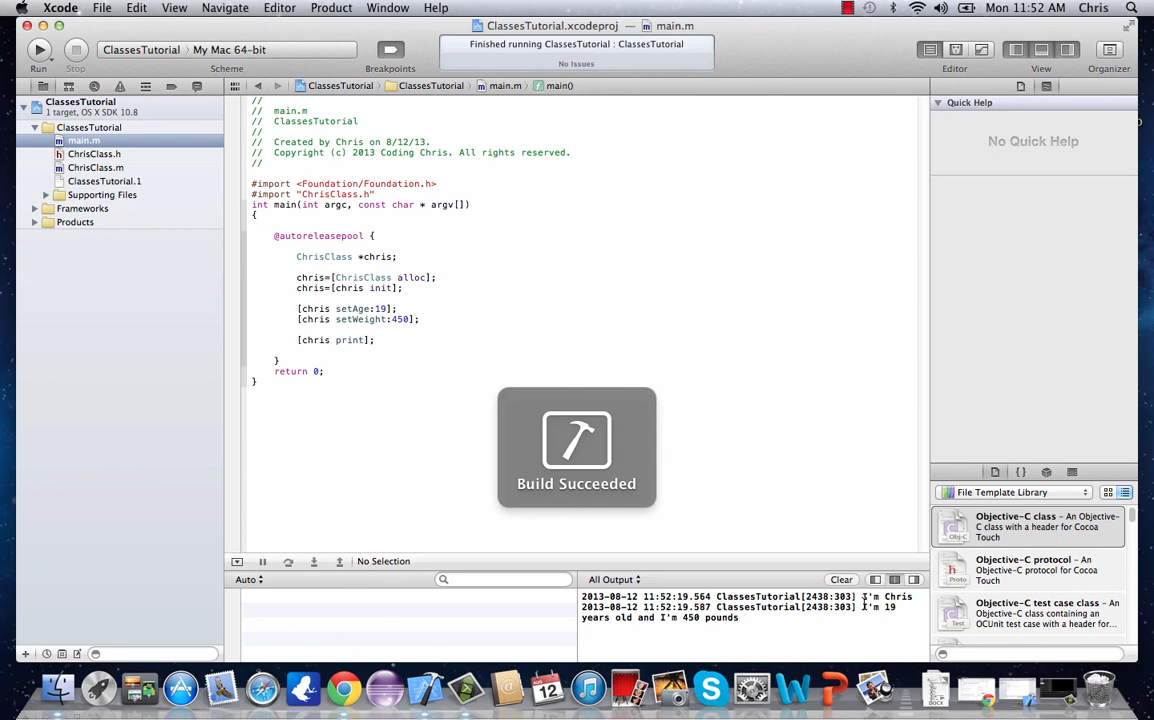 Xcode File Edit View Navigate Editor Product Window Help Mon 11:52 AM Chris
ClassesTutorial.xcodeproj — main.m
Run Stop
ClassesTutorial My Mac 64-bit
Scheme
Breakpoints
Finished running ClassesTutorial : ClassesTutorial
No Issues
Editor View Organizer
ClassesTutorial
1 target, OS X SDK 10.8
ClassesTutorial
main.m
ChrisClass.h
ChrisClass.m
ClassesTutorial.1
Supporting Files
Frameworks
Products
ClassesTutorial ClassesTutorial main.m main()
//
// main.m
// ClassesTutorial
//
// Created by Chris on 8/12/13.
// Copyright (c) 2013 Coding Chris. All rights reserved.
//
#import <Foundation/Foundation.h>
#import "ChrisClass.h"
int main(int argc, const char * argv[])
{
@autoreleasepool {
ChrisClass *chris;
chris=[ChrisClass alloc];
chris=[chris init];
[chris setAge:19];
[chris setWeight:450];
[chris print];
}
return 0;
}
Build Succeeded
No Selection
Auto
All Output
Clear
2013-08-12 11:52:19.564 ClassesTutorial[2438:303] I'm Chris
2013-08-12 11:52:19.587 ClassesTutorial[2438:303] I'm 19
years old and I'm 450 pounds
Quick Help
No Quick Help
File Template Library
Objective-C class - An Objective-
C class with a header for Cocoa
Touch
Obj-C
Objective-C protocol - An
Objective-C protocol for Cocoa
Touch
Proto
Objective-C test case class - An
Objective-C class containing an
OCUnit test case with a header for...
Test
12
DOCX